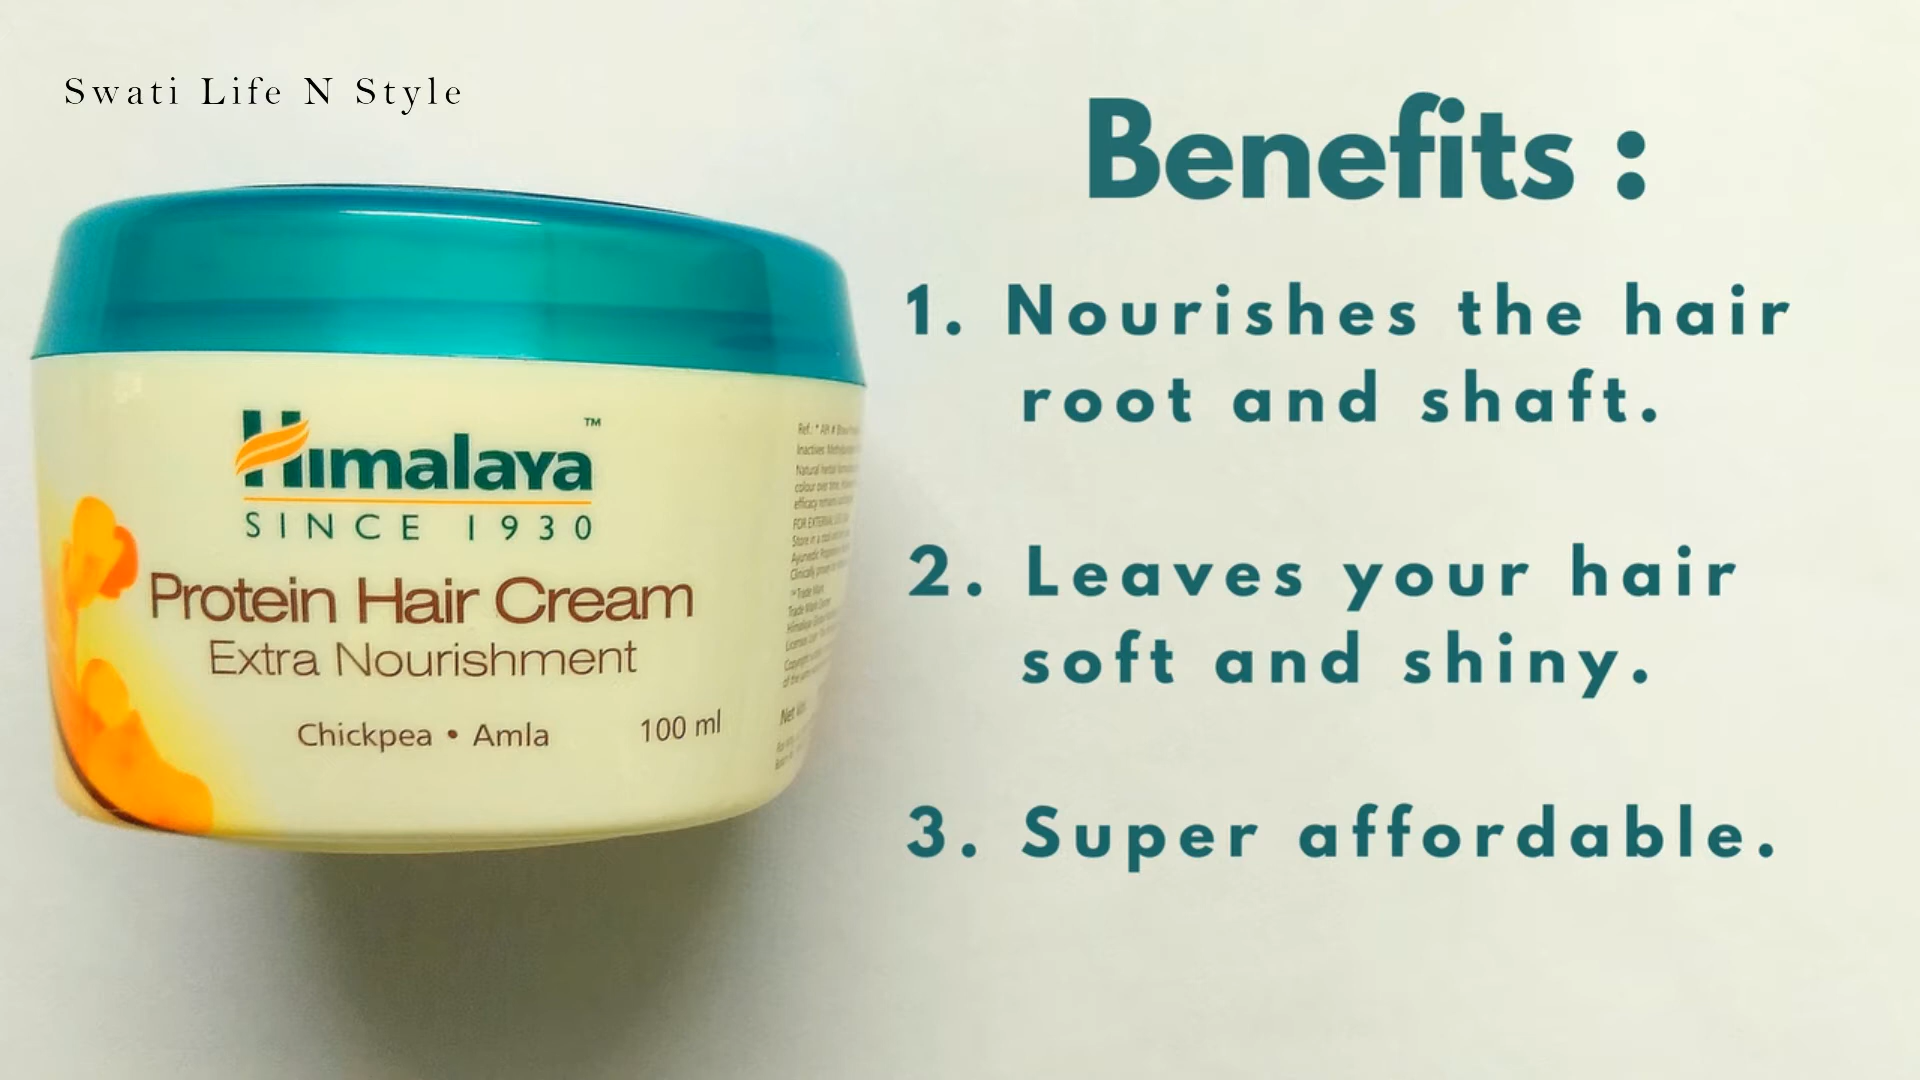 Swati Life N Style
Himalaya™
SINCE 1930
Protein Hair Cream
Extra Nourishment
Chickpea • Amla 100 ml
Benefits :
1. Nourishes the hair
root and shaft.
2. Leaves your hair
soft and shiny.
3. Super affordable.